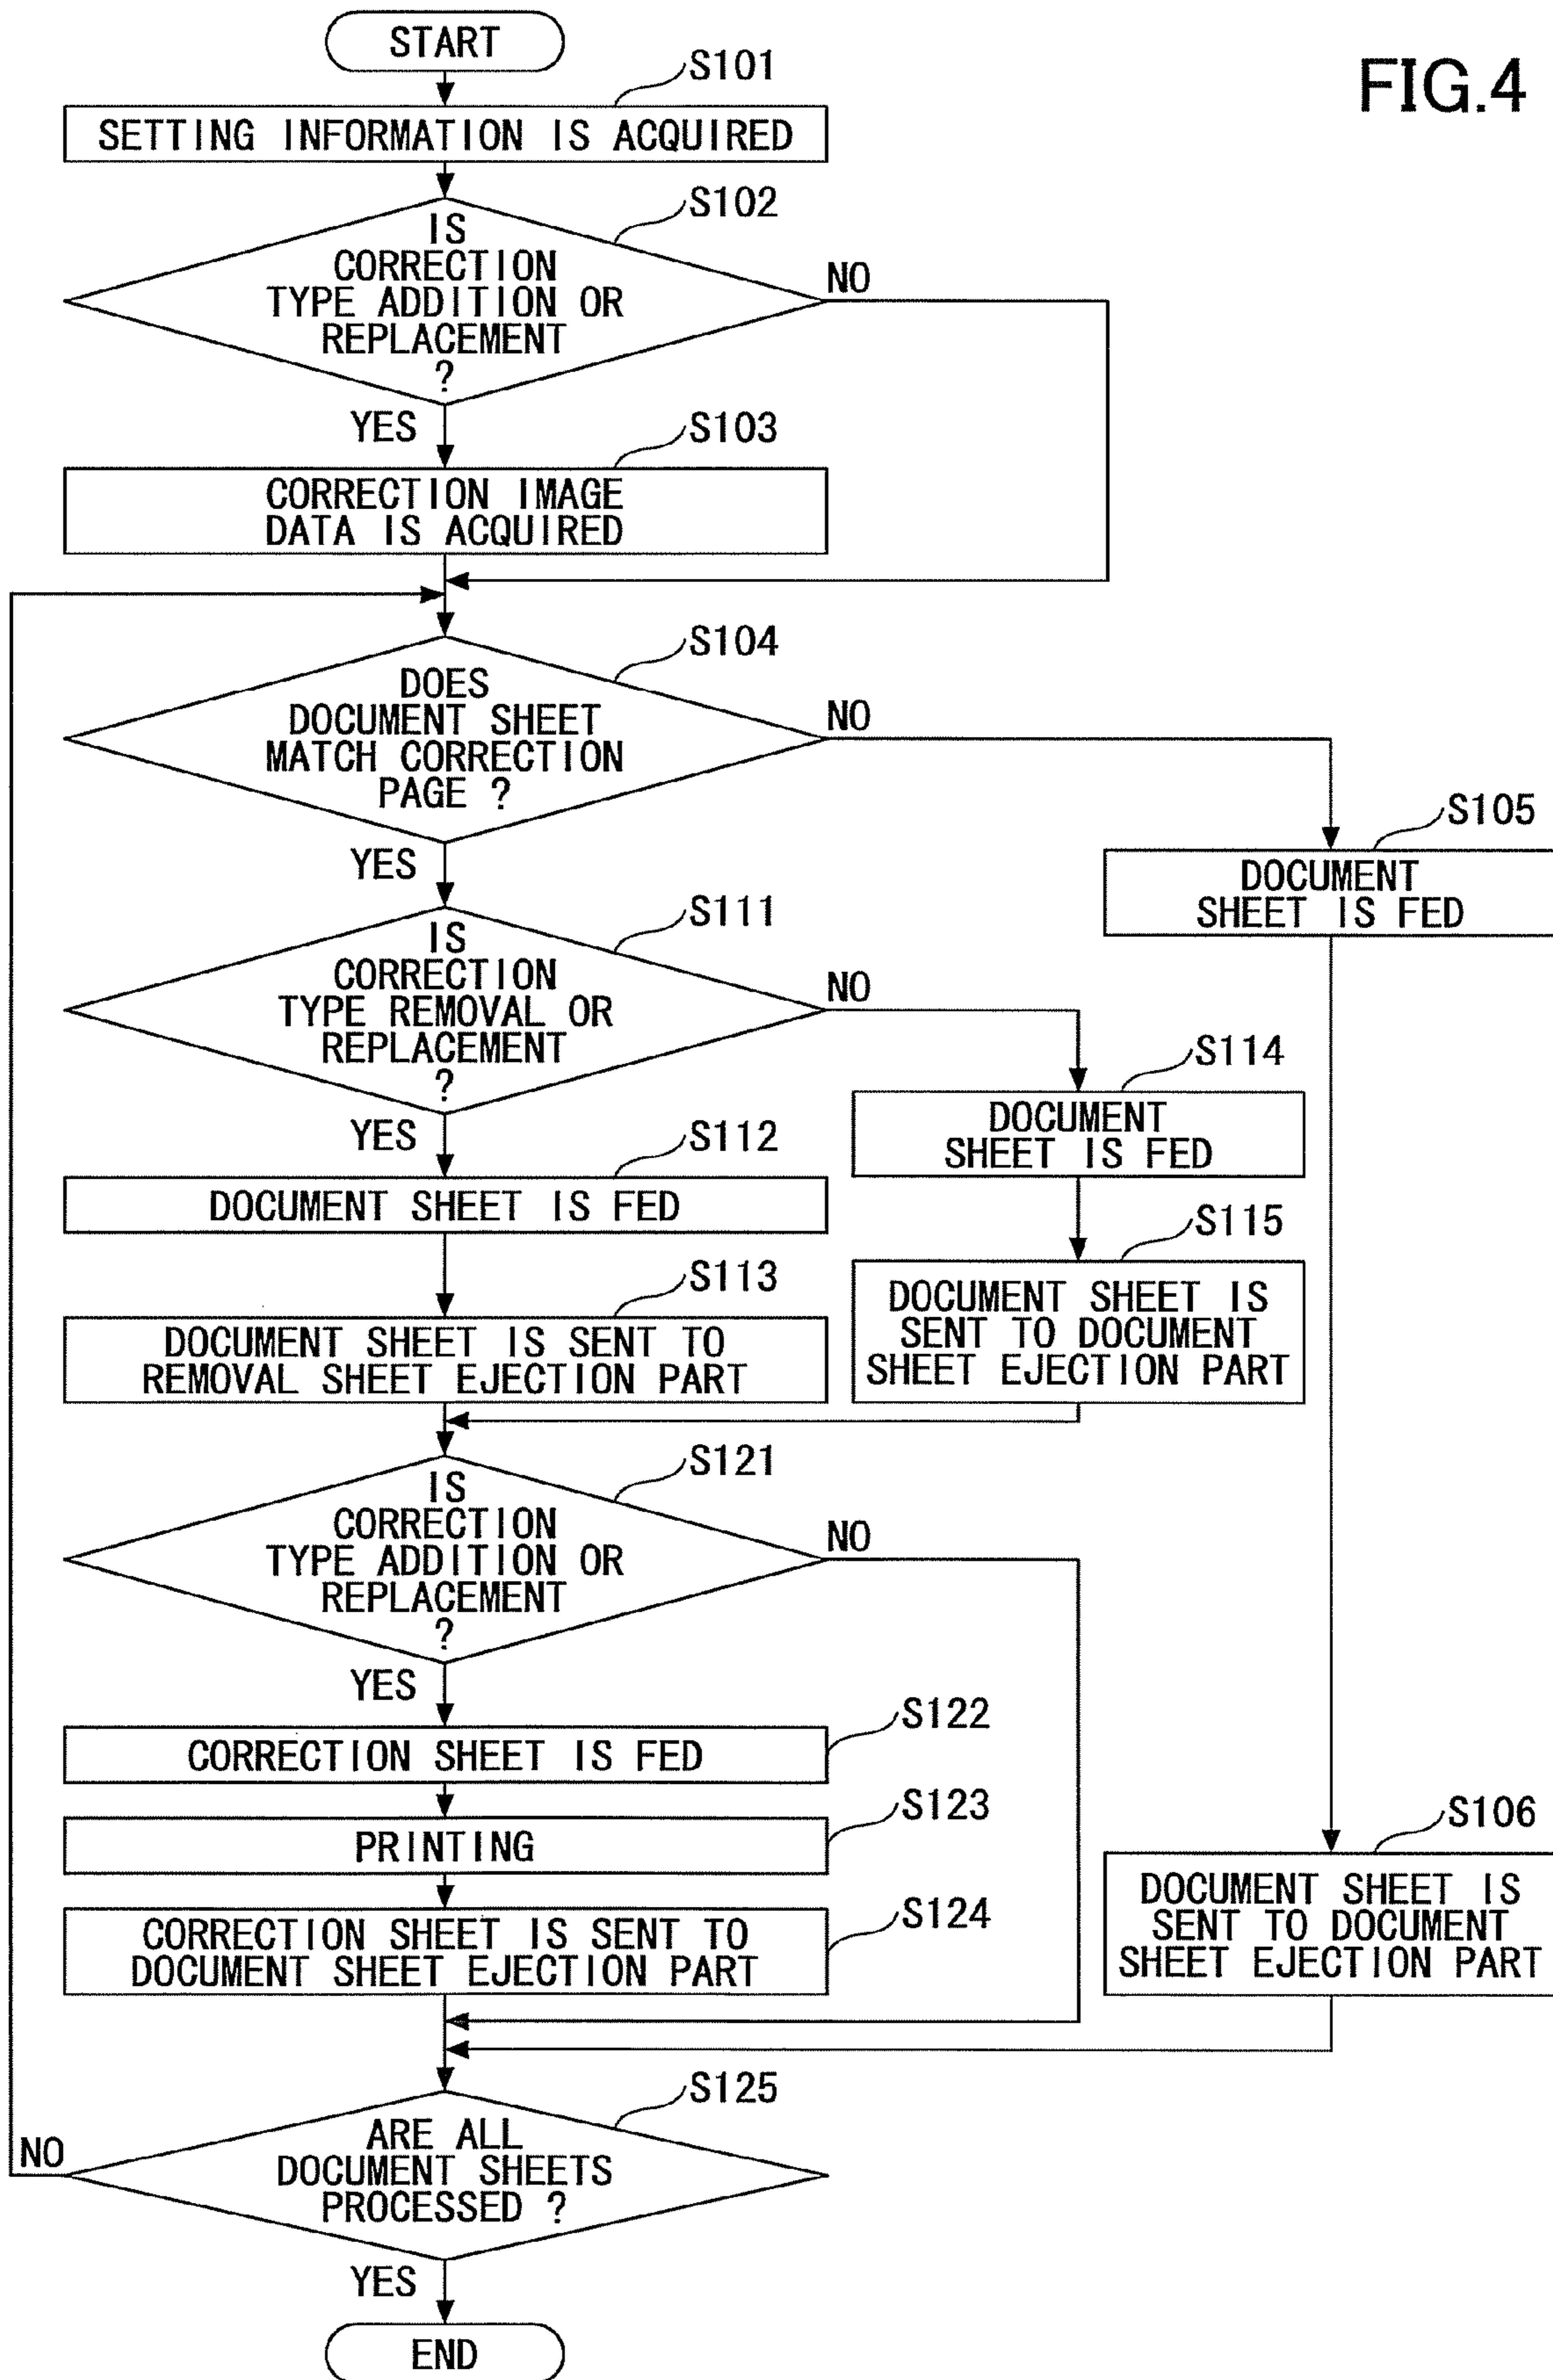 FIG.4
START
S101
SETTING INFORMATION IS ACQUIRED
S102
IS
CORRECTION
TYPE ADDITION OR
REPLACEMENT
?
NO
YES
S103
CORRECTION IMAGE
DATA IS ACQUIRED
S104
DOES
DOCUMENT SHEET
MATCH CORRECTION
PAGE ?
NO
YES
S105
DOCUMENT
SHEET IS FED
S111
IS
CORRECTION
TYPE REMOVAL OR
REPLACEMENT
?
NO
YES
S114
DOCUMENT
SHEET IS FED
S112
DOCUMENT SHEET IS FED
S115
DOCUMENT SHEET IS
SENT TO DOCUMENT
SHEET EJECTION PART
S113
DOCUMENT SHEET IS SENT TO
REMOVAL SHEET EJECTION PART
S121
IS
CORRECTION
TYPE ADDITION OR
REPLACEMENT
?
NO
YES
S122
CORRECTION SHEET IS FED
S123
PRINTING
S106
DOCUMENT SHEET IS
SENT TO DOCUMENT
SHEET EJECTION PART
S124
CORRECTION SHEET IS SENT TO
DOCUMENT SHEET EJECTION PART
S125
ARE ALL
DOCUMENT SHEETS
PROCESSED ?
NO
YES
END